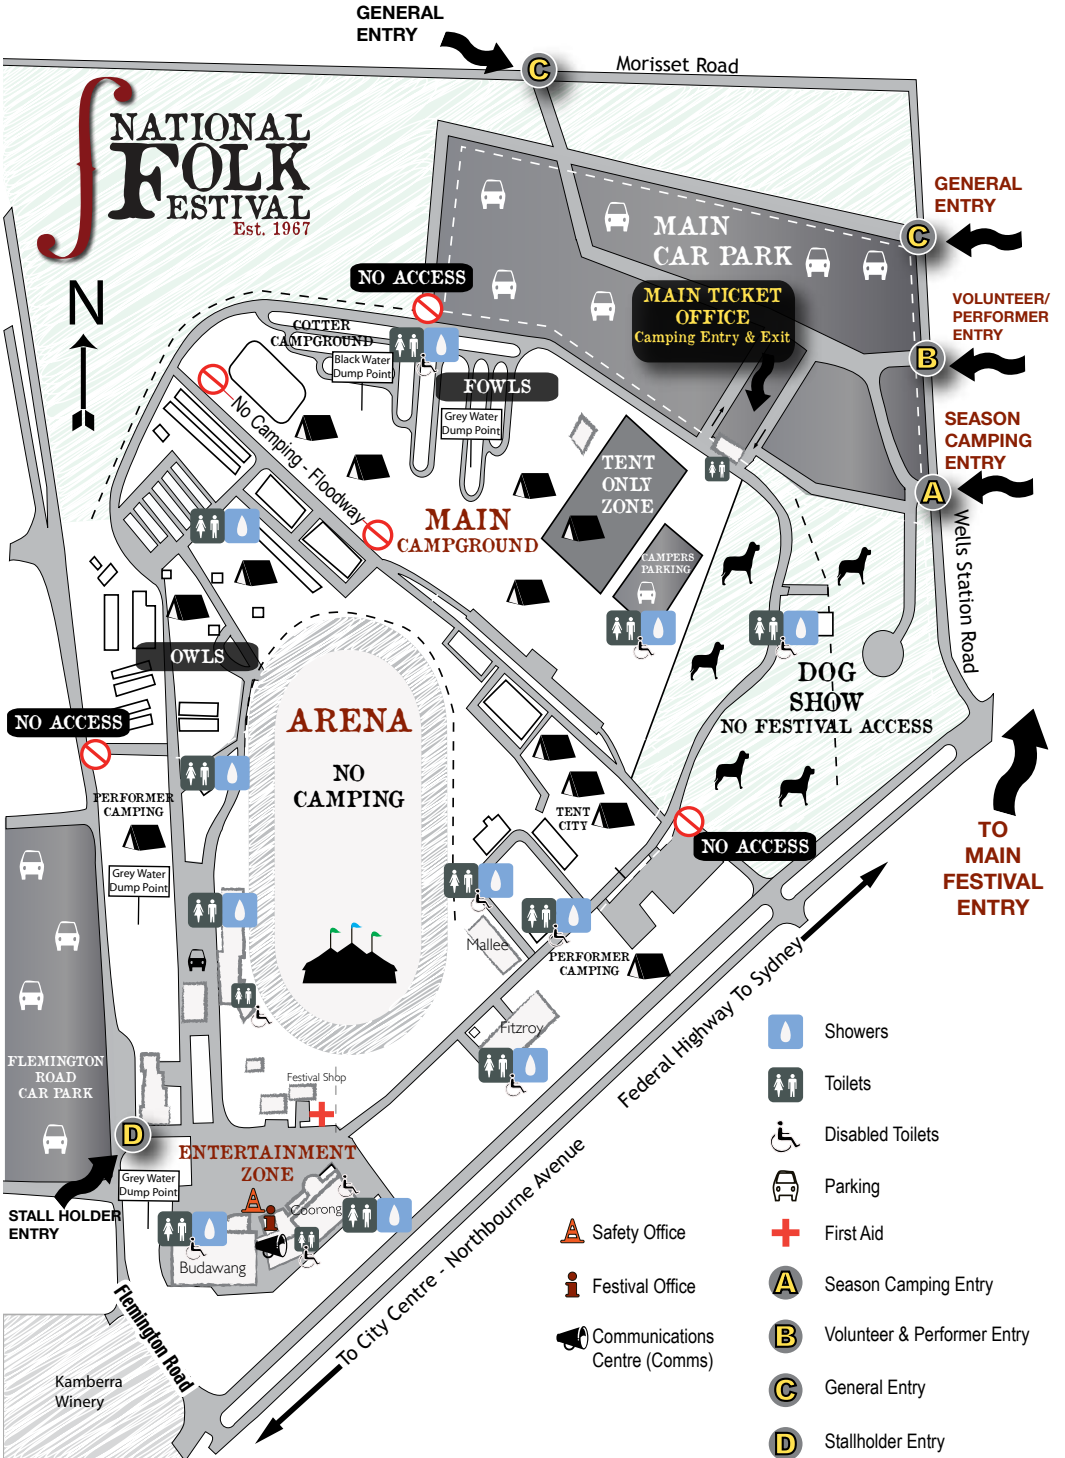 GENERAL
ENTRY
C
Morisset Road
NATIONAL
FOLK
FESTIVAL
Est. 1967
GENERAL
ENTRY
C
MAIN
CAR PARK
N
NO ACCESS
MAIN TICKET
OFFICE
Camping Entry & Exit
VOLUNTEER/
PERFORMER
ENTRY
B
COTTER
CAMPGROUND
Black Water
Dump Point
FOWLS
Grey Water
Dump Point
No Camping - Floodway
SEASON
CAMPING
ENTRY
A
TENT
ONLY
ZONE
MAIN
CAMPGROUND
Wells Station Road
CAMPERS
PARKING
OWLS
DOG
SHOW
NO FESTIVAL ACCESS
NO ACCESS
ARENA
NO
CAMPING
PERFORMER
CAMPING
TENT
CITY
NO ACCESS
TO
MAIN
FESTIVAL
ENTRY
Grey Water
Dump Point
Mallee
PERFORMER
CAMPING
Federal Highway To Sydney
Fitzroy
FLEMINGTON
ROAD
CAR PARK
Festival Shop
D
ENTERTAINMENT
ZONE
Grey Water
Dump Point
STALL HOLDER
ENTRY
Coorong
Budawang
To City Centre - Northbourne Avenue
Flemington Road
Kamberra
Winery
Showers
Toilets
Disabled Toilets
Parking
Safety Office
First Aid
Festival Office
A
Season Camping Entry
Communications
Centre (Comms)
B
Volunteer & Performer Entry
C
General Entry
D
Stallholder Entry